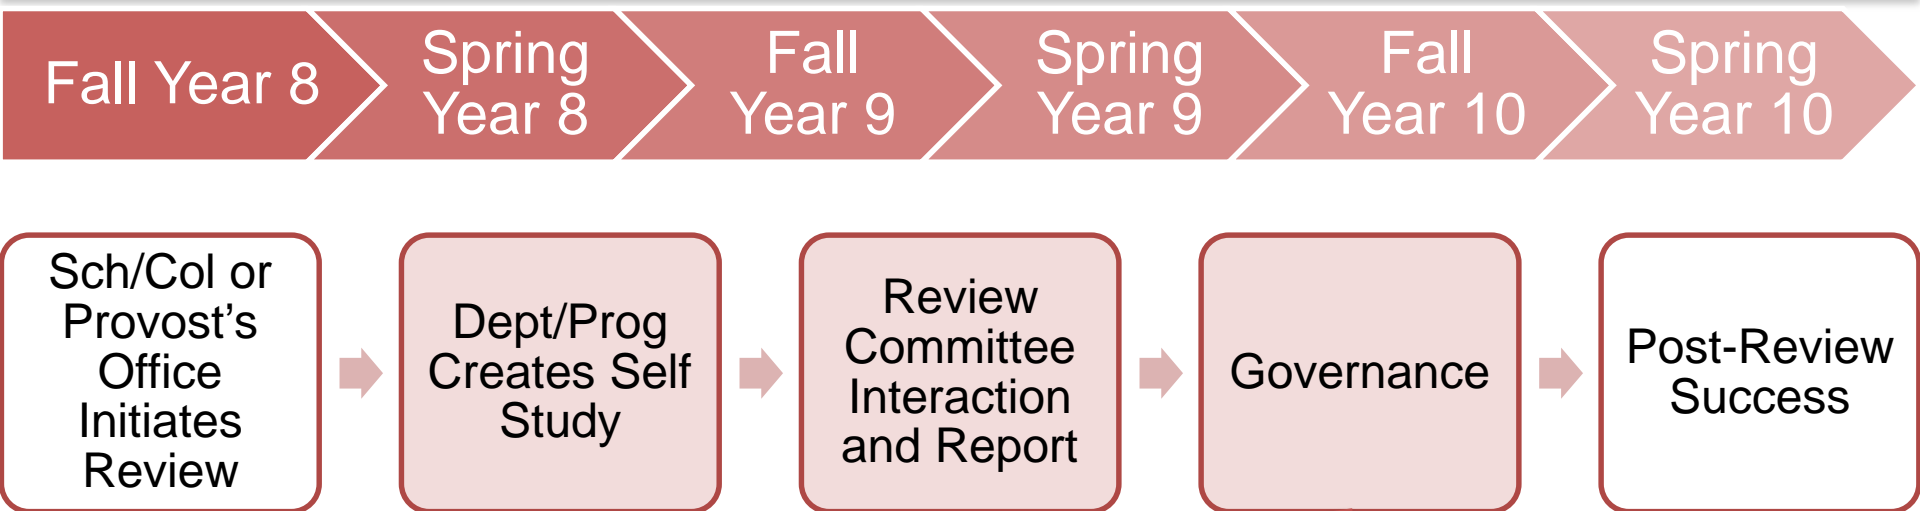 Fall Year 8
Spring
Year 8
Fall
Year 9
Spring
Year 9
Fall
Year 10
Spring
Year 10
Sch/Col or
Provost’s
Office
Initiates
Review
Dept/Prog
Creates Self
Study
Review
Committee
Interaction
and Report
Governance
Post-Review
Success